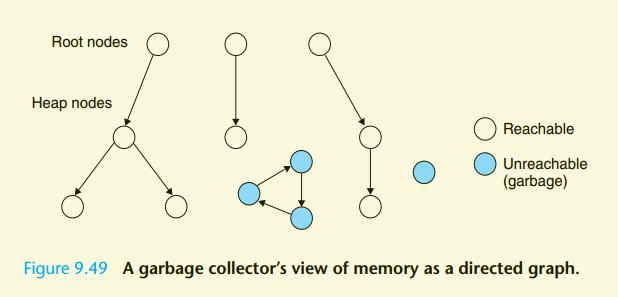 Root nodes
Heap nodes
Reachable
Unreachable
(garbage)
Figure 9.49 A garbage collector’s view of memory as a directed graph.